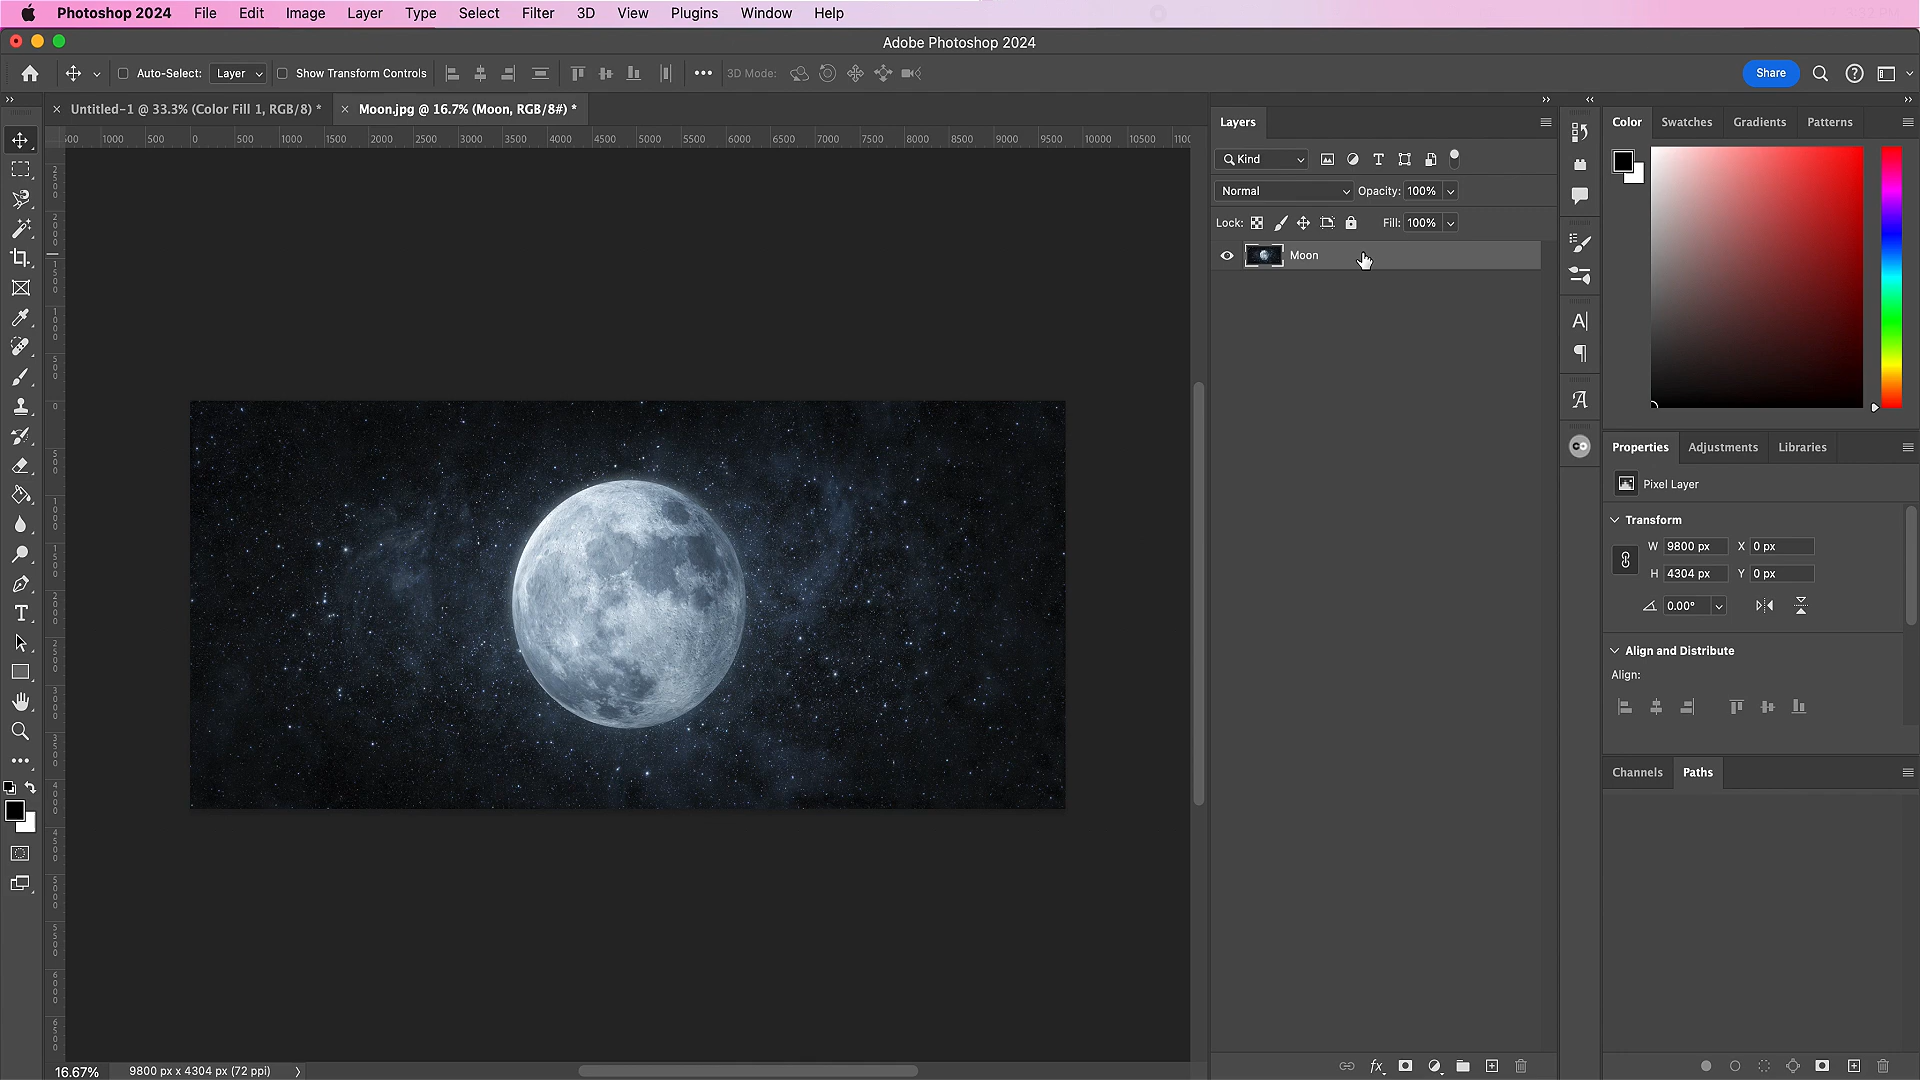 Photoshop 2024 File Edit Image Layer Type Select Filter 3D View Plugins Window Help
Adobe Photoshop 2024
Auto-Select: Layer Show Transform Controls 3D Mode: Share
Untitled-1 @ 33.3% (Color Fill 1, RGB/8) * Moon.jpg @ 16.7% (Moon, RGB/8#) *
1000 500 0 500 1000 1500 2000 2500 3000 3500 4000 4500 5000 5500 6000 6500 7000 7500 8000 8500 9000 9500 10000 10500
Layers
Kind
Normal Opacity: 100%
Lock: Fill: 100%
Moon
Color Swatches Gradients Patterns
Properties Adjustments Libraries
Pixel Layer
Transform
W 9800 px X 0 px
H 4304 px Y 0 px
0.00°
Align and Distribute
Align:
Channels Paths
16.67% 9800 px x 4304 px (72 ppi)